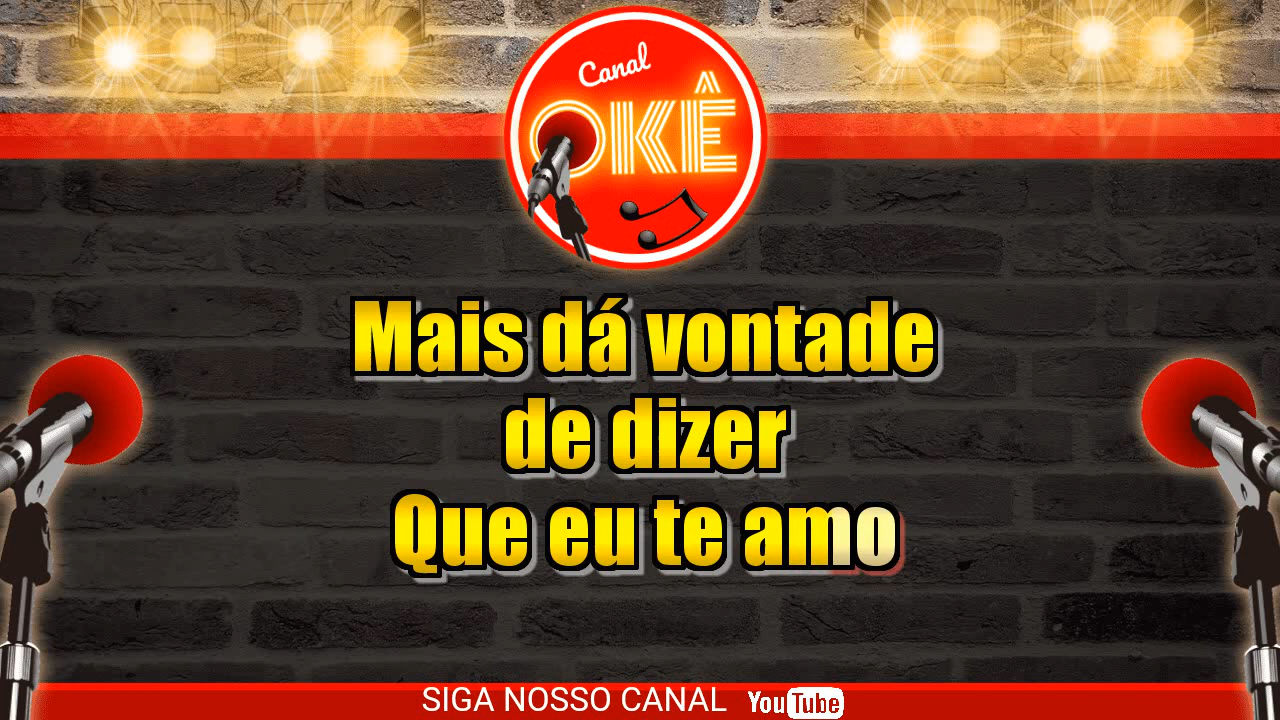 Canal
OKÊ
Mais dá vontade
de dizer
Que eu te amo
SIGA NOSSO CANAL YouTube